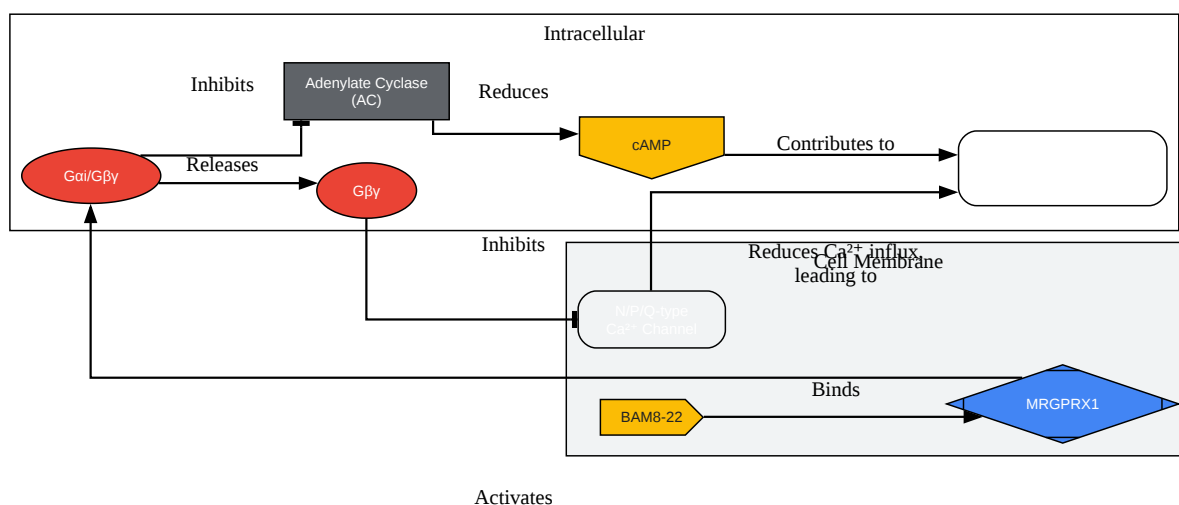 Intracellular
Inhibits
Adenylate Cyclase
(AC)
Reduces
cAMP
Contributes to
Releases
Gαi/Gβγ
Gβγ
Inhibits
Reduces Ca²⁺ influx,
leading to
Cell Membrane
N/P/Q-type
Ca²⁺ Channel
Binds
MRGPRX1
BAM8-22
Activates